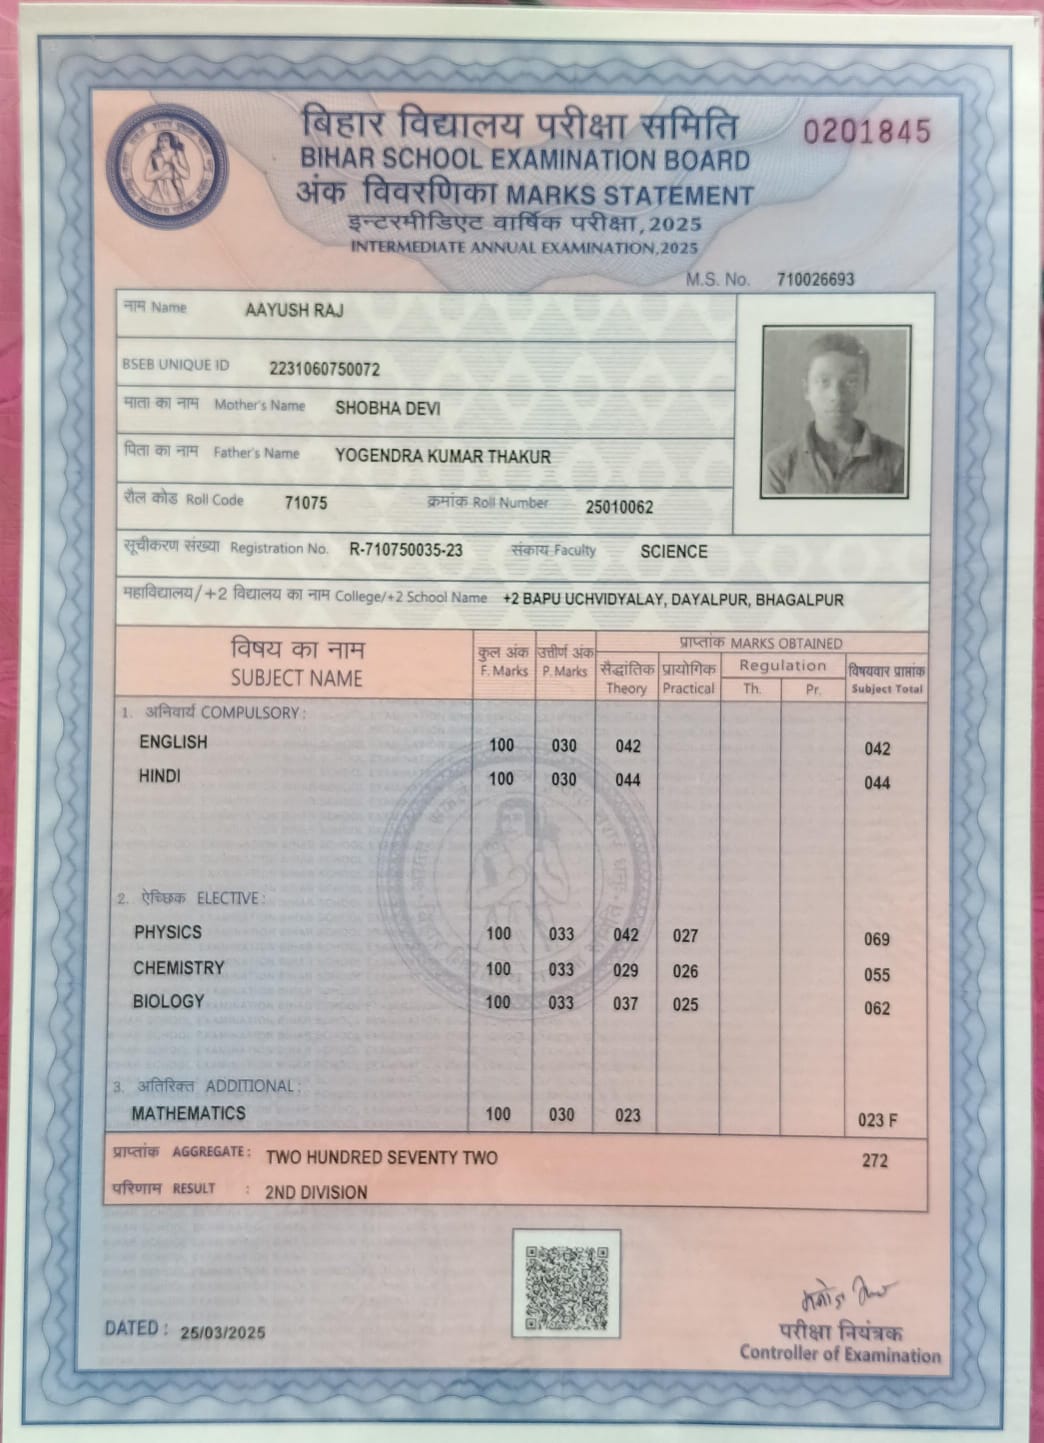 बिहार विद्यालय परीक्षा समिति
0201845
BIHAR SCHOOL EXAMINATION BOARD
अंक विवरणिका MARKS STATEMENT
इन्टरमीडिएट वार्षिक परीक्षा, 2025
INTERMEDIATE ANNUAL EXAMINATION,2025
M.S. No. 710026693
नाम Name AAYUSH RAJ
BSEB UNIQUE ID 2231060750072
माता का नाम Mother's Name SHOBHA DEVI
पिता का नाम Father's Name YOGENDRA KUMAR THAKUR
रौल कोड Roll Code 71075 क्रमांक Roll Number 25010062
सूचीकरण संख्या Registration No. R-710750035-23 संकाय Faculty SCIENCE
महाविद्यालय/+2 विद्यालय का नाम College/+2 School Name +2 BAPU UCHVIDYALAY, DAYALPUR, BHAGALPUR
विषय का नाम कुल अंक उत्तीर्ण अंक प्राप्तांक MARKS OBTAINED
SUBJECT NAME F. Marks P. Marks सैद्धांतिक प्रायोगिक Regulation विषयवार प्राप्तांक
Theory Practical Th. Pr. Subject Total
1. अनिवार्य COMPULSORY :
ENGLISH 100 030 042 042
HINDI 100 030 044 044
2. ऐच्छिक ELECTIVE :
PHYSICS 100 033 042 027 069
CHEMISTRY 100 033 029 026 055
BIOLOGY 100 033 037 025 062
3. अतिरिक्त ADDITIONAL :
MATHEMATICS 100 030 023 023 F
प्राप्तांक AGGREGATE : TWO HUNDRED SEVENTY TWO 272
परिणाम RESULT : 2ND DIVISION
DATED : 25/03/2025
परीक्षा नियंत्रक
Controller of Examination